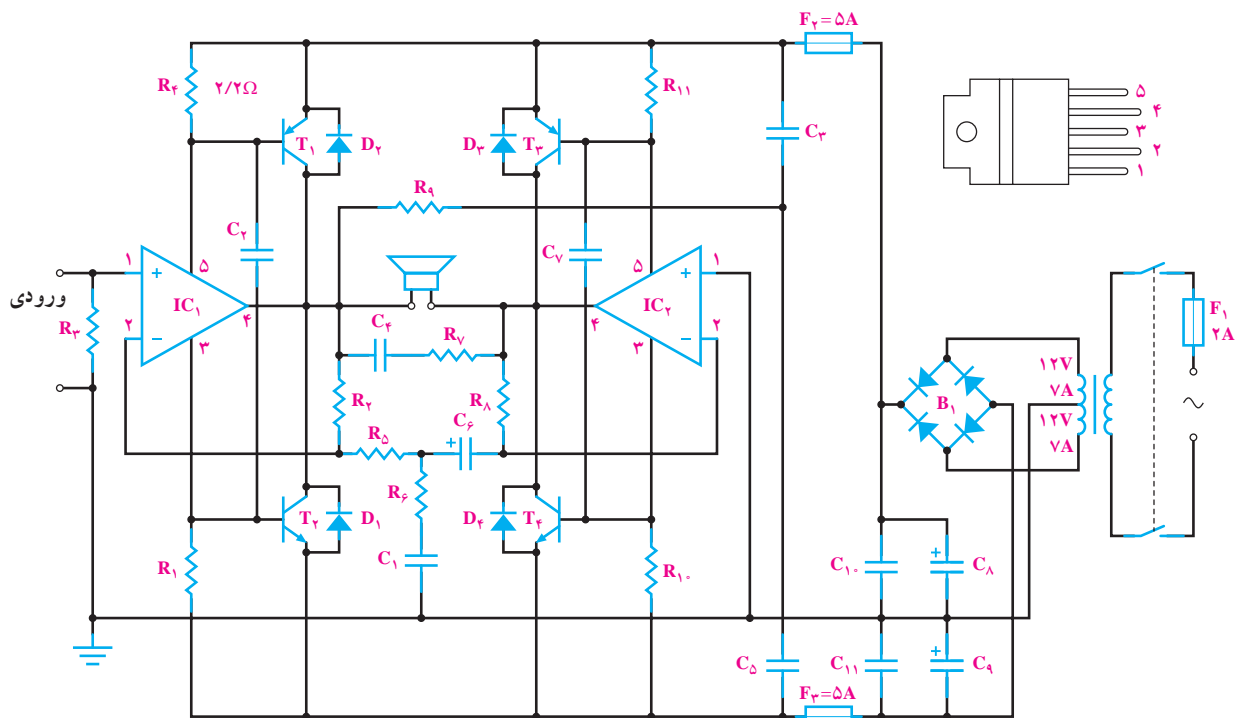 F۲=۵A
R۴
۲/۲Ω
R۱۱
T۱
D۲
D۳
T۳
C۳
۵
۴
۳
۲
۱
R۹
C۲
C۷
۱
+
۵
IC۱
۴
۲
−
۳
ورودی
R۳
۵
+
۱
IC۲
۴
−
۲
۳
C۴
R۷
R۲
R۸
R۵
+
C۶
R۶
C۱
B۱
۱۲V
۷A
۱۲V
۷A
F۱
۲A
T۲
D۱
D۴
T۴
R۱
R۱۰
C۱۰
+
C۸
C۵
C۱۱
+
C۹
F۳=۵A